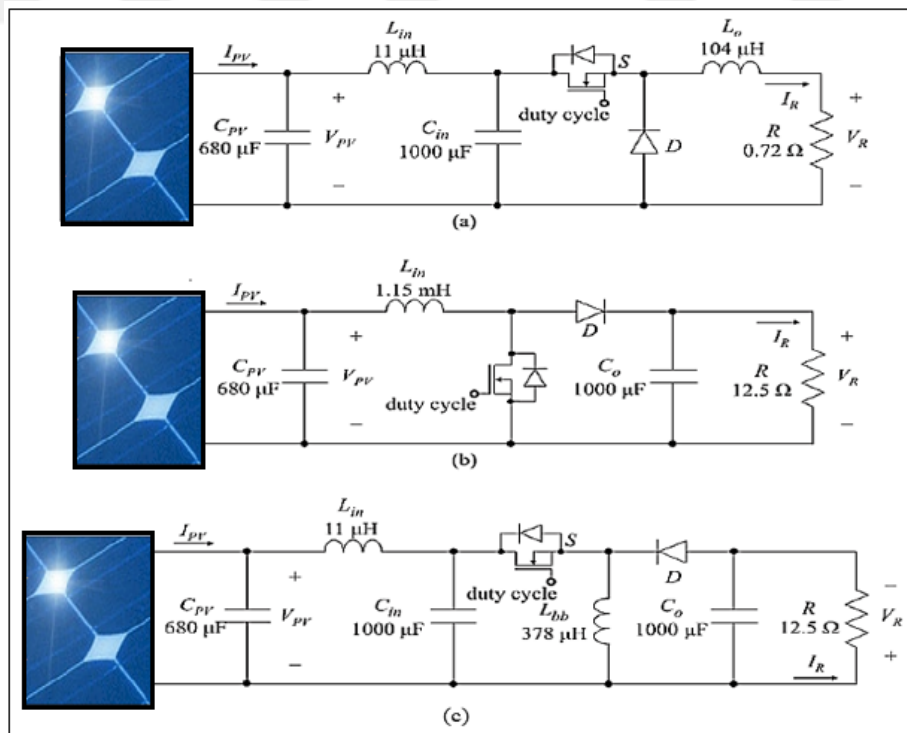 I_PV
L_in
11 μH
S
L_o
104 μH
I_R
C_PV
680 μF
+
V_PV
−
C_in
1000 μF
duty cycle
D
R
0.72 Ω
+
V_R
−
(a)
I_PV
L_in
1.15 mH
D
I_R
C_PV
680 μF
+
V_PV
−
duty cycle
C_o
1000 μF
R
12.5 Ω
+
V_R
−
(b)
I_PV
L_in
11 μH
S
D
C_PV
680 μF
+
V_PV
−
C_in
1000 μF
duty cycle
L_bb
378 μH
C_o
1000 μF
R
12.5 Ω
−
V_R
+
I_R
(c)